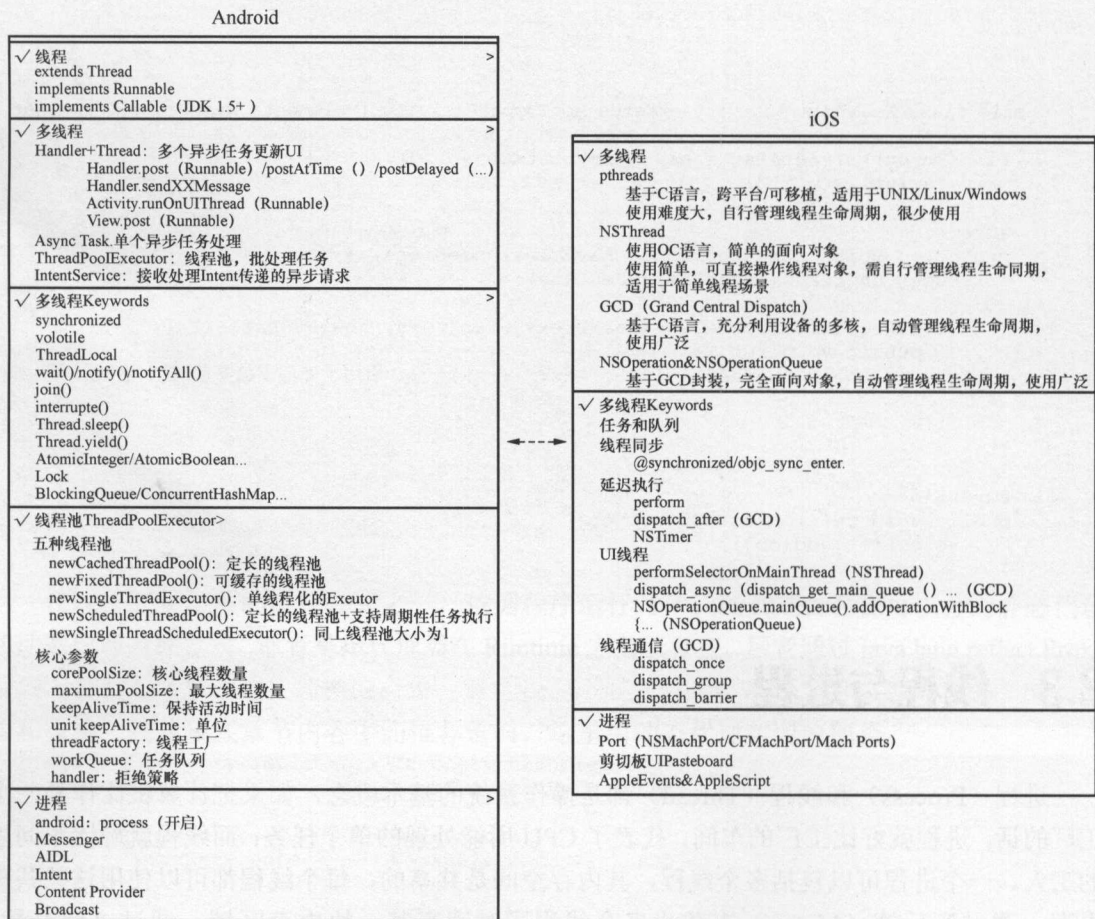 Android
✓ 线程 >
extends Thread
implements Runnable
implements Callable（JDK 1.5+ ）
✓ 多线程 >
Handler+Thread：多个异步任务更新UI
Handler.post（Runnable）/postAtTime（）/postDelayed（...）
Handler.sendXXMessage
Activity.runOnUIThread（Runnable）
View.post（Runnable）
Async Task.单个异步任务处理
ThreadPoolExecutor：线程池，批处理任务
IntentService：接收处理Intent传递的异步请求
✓ 多线程Keywords >
synchronized
volotile
ThreadLocal
wait()/notify()/notifyAll()
join()
interrupte()
Thread.sleep()
Thread.yield()
AtomicInteger/AtomicBoolean...
Lock
BlockingQueue/ConcurrentHashMap...
✓ 线程池ThreadPoolExecutor>
五种线程池
newCachedThreadPool()：定长的线程池
newFixedThreadPool()：可缓存的线程池
newSingleThreadExecutor()：单线程化的Exeutor
newScheduledThreadPool()：定长的线程池+支持周期性任务执行
newSingleThreadScheduledExecutor()：同上线程池大小为1
核心参数
corePoolSize：核心线程数量
maximumPoolSize：最大线程数量
keepAliveTime：保持活动时间
unit keepAliveTime：单位
threadFactory：线程工厂
workQueue：任务队列
handler：拒绝策略
✓ 进程 >
android：process（开启）
Messenger
AIDL
Intent
Content Provider
Broadcast
iOS
✓ 多线程
pthreads
基于C语言，跨平台/可移植，适用于UNIX/Linux/Windows
使用难度大，自行管理线程生命周期，很少使用
NSThread
使用OC语言，简单的面向对象
使用简单，可直接操作线程对象，需自行管理线程生命同期，
适用于简单线程场景
GCD（Grand Central Dispatch）
基于C语言，充分利用设备的多核，自动管理线程生命周期，
使用广泛
NSOperation&NSOperationQueue
基于GCD封装，完全面向对象，自动管理线程生命周期，使用广泛
✓ 多线程Keywords
任务和队列
线程同步
@synchronized/objc_sync_enter.
延迟执行
perform
dispatch_after（GCD）
NSTimer
UI线程
performSelectorOnMainThread（NSThread）
dispatch_async（dispatch_get_main_queue（）...（GCD）
NSOperationQueue.mainQueue().addOperationWithBlock
{...（NSOperationQueue）
线程通信（GCD）
dispatch_once
dispatch_group
dispatch_barrier
✓ 进程
Port（NSMachPort/CFMachPort/Mach Ports）
剪切板UIPasteboard
AppleEvents&AppleScript